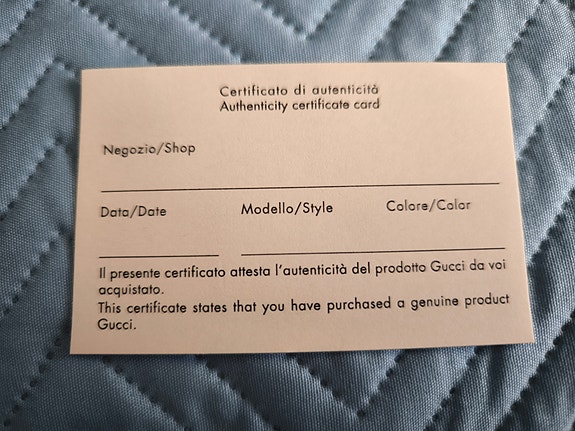 Certificato di autenticità
Authenticity certificate card
Negozio/Shop
Data/Date Modello/Style Colore/Color
Il presente certificato attesta l'autenticità del prodotto Gucci da voi
acquistato.
This certificate states that you have purchased a genuine product
Gucci.